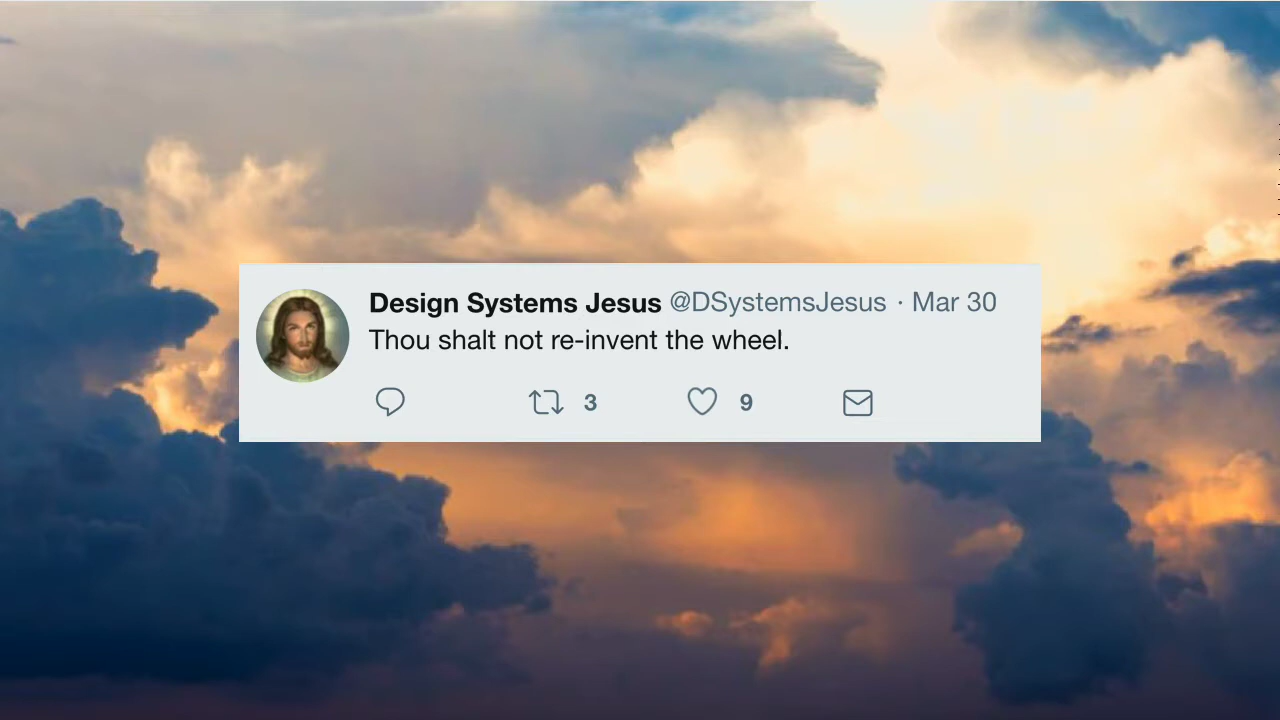 Design Systems Jesus @DSystemsJesus · Mar 30
Thou shalt not re-invent the wheel.
3 9